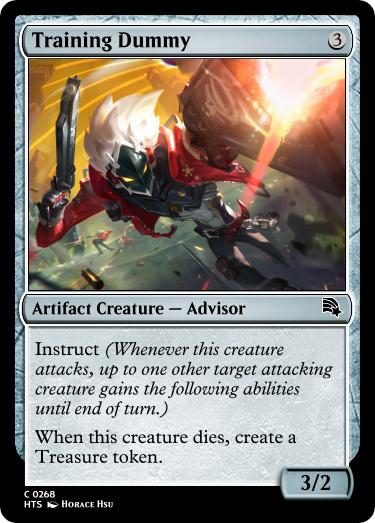 Training Dummy 3
Artifact Creature — Advisor
Instruct (Whenever this creature
attacks, up to one other target attacking
creature gains the following abilities
until end of turn.)
When this creature dies, create a
Treasure token.
3/2
C 0268
HTS Horace Hsu